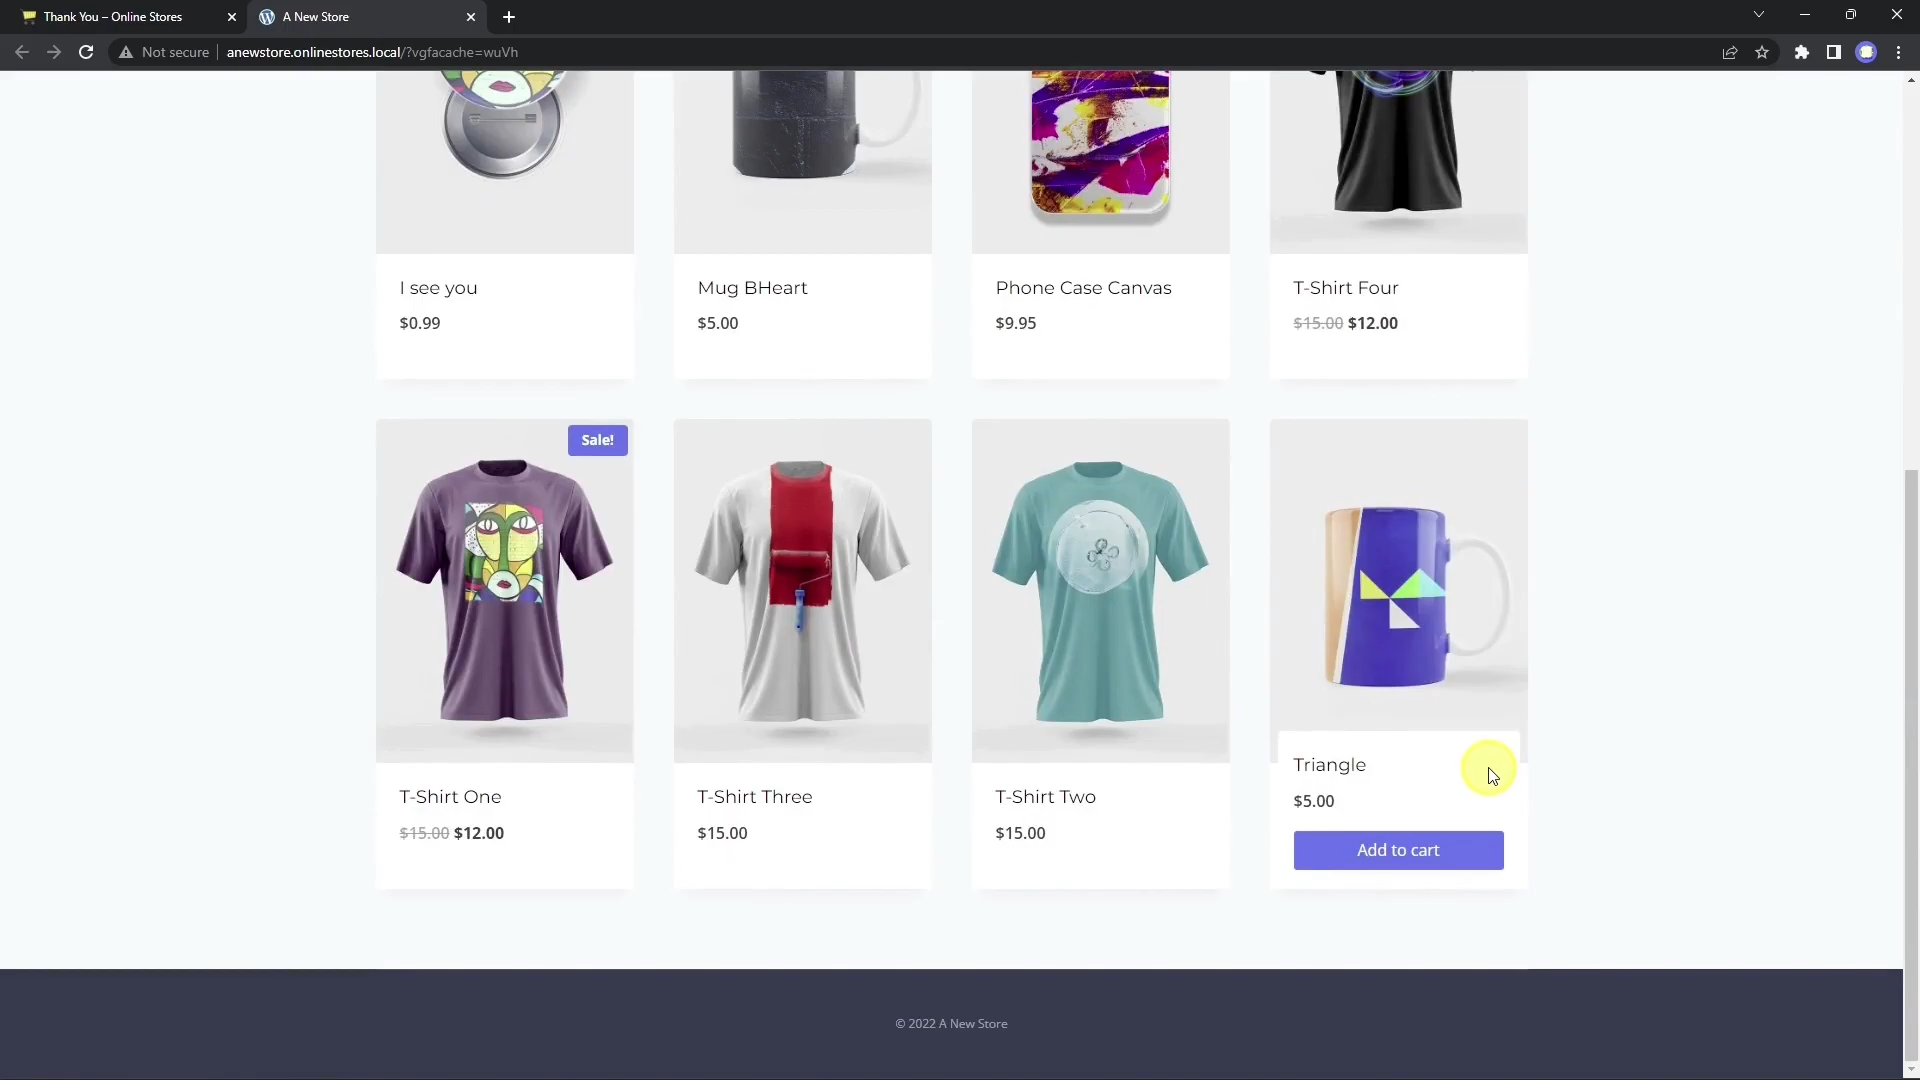 Thank You – Online Stores
A New Store
Not secure
anewstore.onlinestores.local/?vgfacache=wuVh
I see you
$0.99
Mug BHeart
$5.00
Phone Case Canvas
$9.95
T-Shirt Four
$15.00 $12.00
Sale!
T-Shirt One
$15.00 $12.00
T-Shirt Three
$15.00
T-Shirt Two
$15.00
Triangle
$5.00
Add to cart
© 2022 A New Store